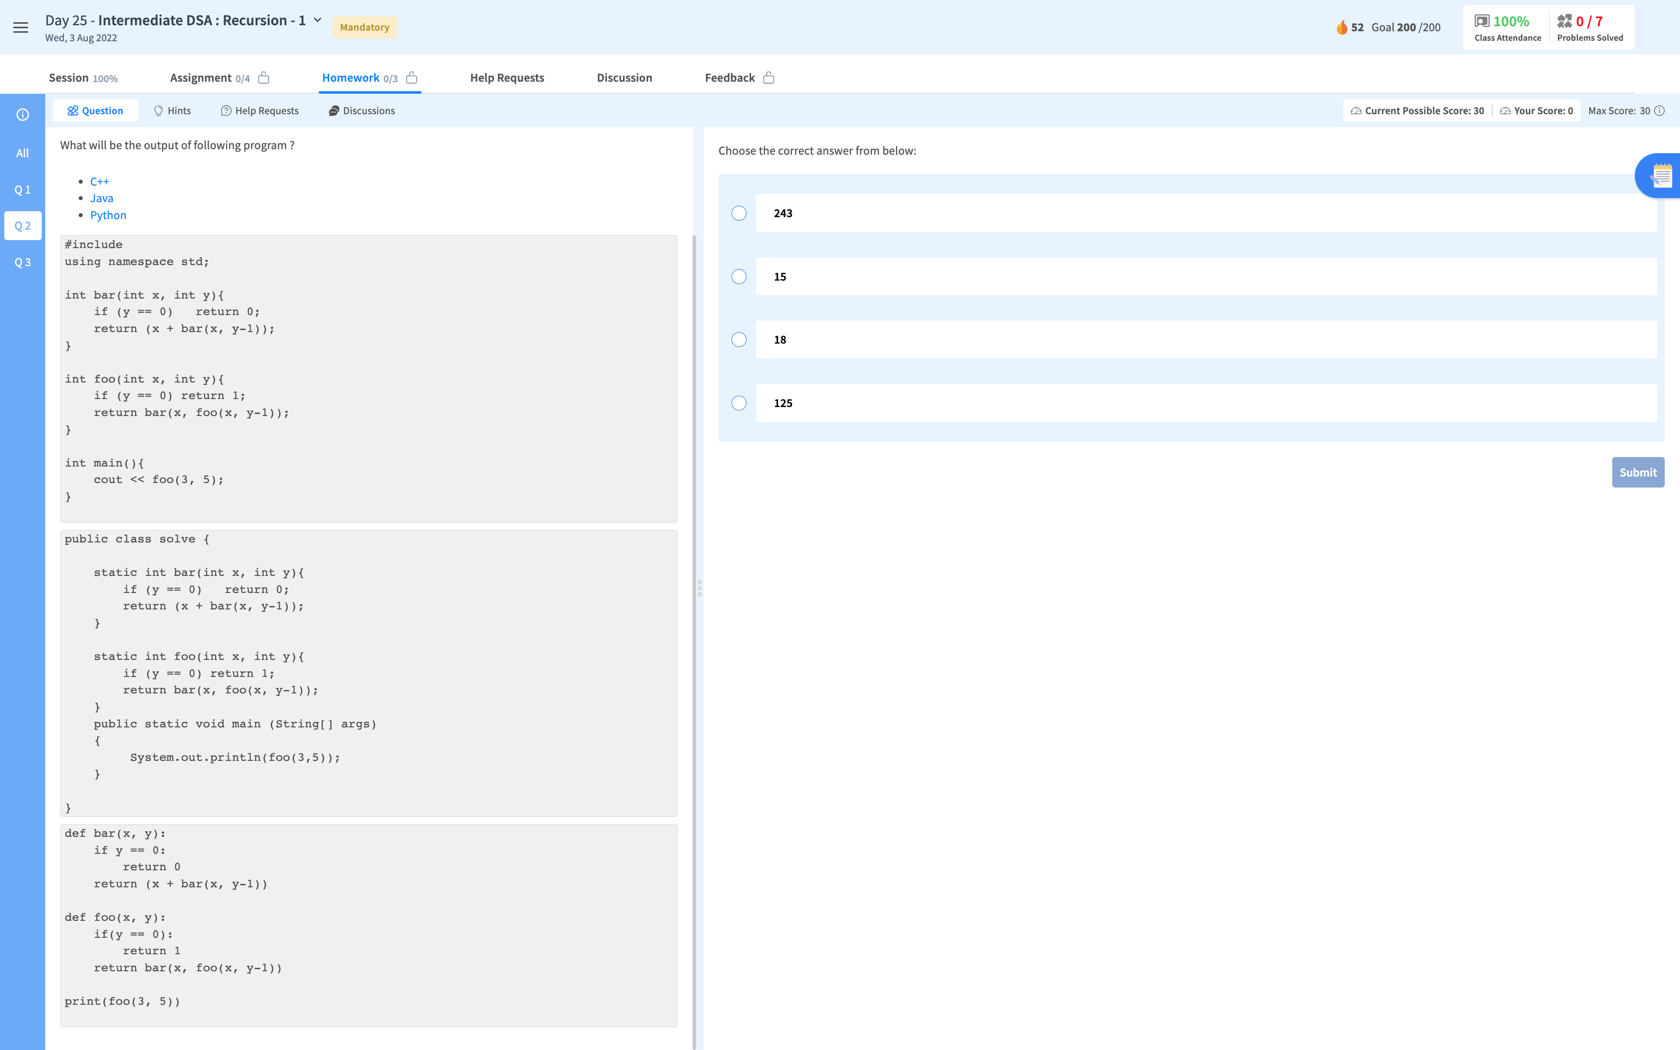 Day 25 - Intermediate DSA : Recursion - 1
Mandatory
Wed, 3 Aug 2022
52 Goal 200 /200
100%
Class Attendance
0 / 7
Problems Solved
Session 100%
Assignment 0/4
Homework 0/3
Help Requests
Discussion
Feedback
Question
Hints
Help Requests
Discussions
Current Possible Score: 30
Your Score: 0
Max Score: 30
All
Q 1
Q 2
Q 3
What will be the output of following program ?
C++
Java
Python
#include
using namespace std;
int bar(int x, int y){
    if (y == 0)   return 0;
    return (x + bar(x, y-1));
}
int foo(int x, int y){
    if (y == 0) return 1;
    return bar(x, foo(x, y-1));
}
int main(){
    cout << foo(3, 5);
}
public class solve {
    static int bar(int x, int y){
        if (y == 0)   return 0;
        return (x + bar(x, y-1));
    }
    static int foo(int x, int y){
        if (y == 0) return 1;
        return bar(x, foo(x, y-1));
    }
    public static void main (String[] args)
    {
         System.out.println(foo(3,5));
    }
}
def bar(x, y):
    if y == 0:
        return 0
    return (x + bar(x, y-1))
def foo(x, y):
    if(y == 0):
        return 1
    return bar(x, foo(x, y-1))
print(foo(3, 5))
Choose the correct answer from below:
243
15
18
125
Submit